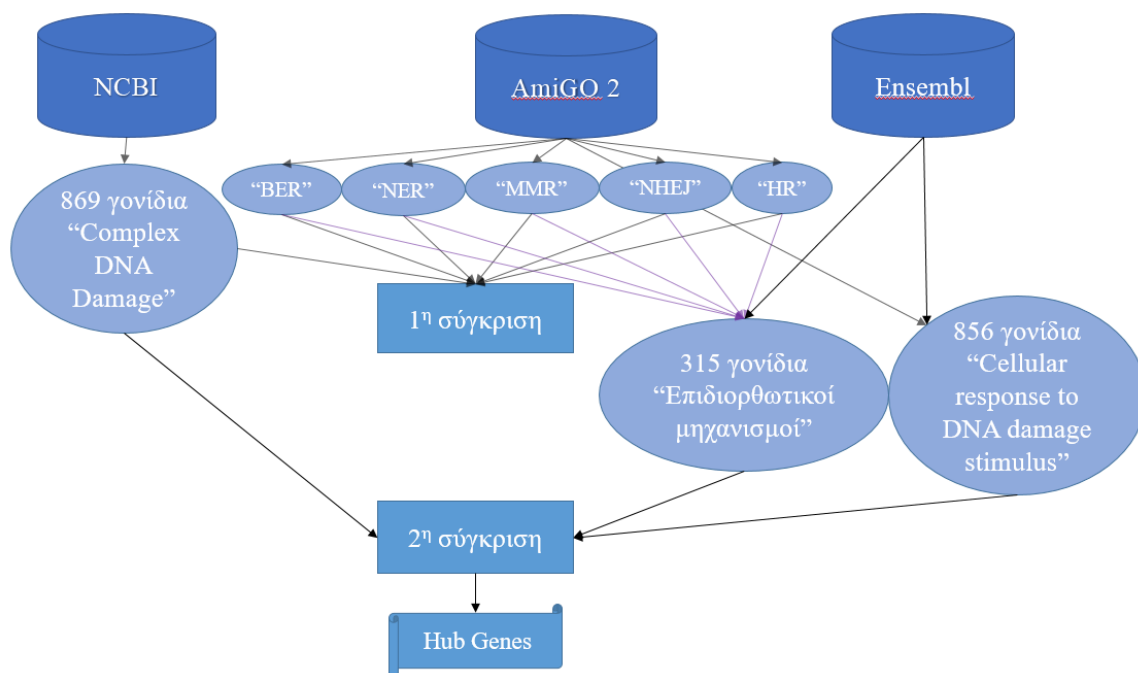 NCBI
AmiGO 2
Ensembl
“BER”
“NER”
“MMR”
“NHEJ”
“HR”
869 γονίδια
“Complex
DNA
Damage”
1η σύγκριση
315 γονίδια
“Επιδιορθωτικοί
μηχανισμοί”
856 γονίδια
“Cellular
response to
DNA damage
stimulus”
2η σύγκριση
Hub Genes